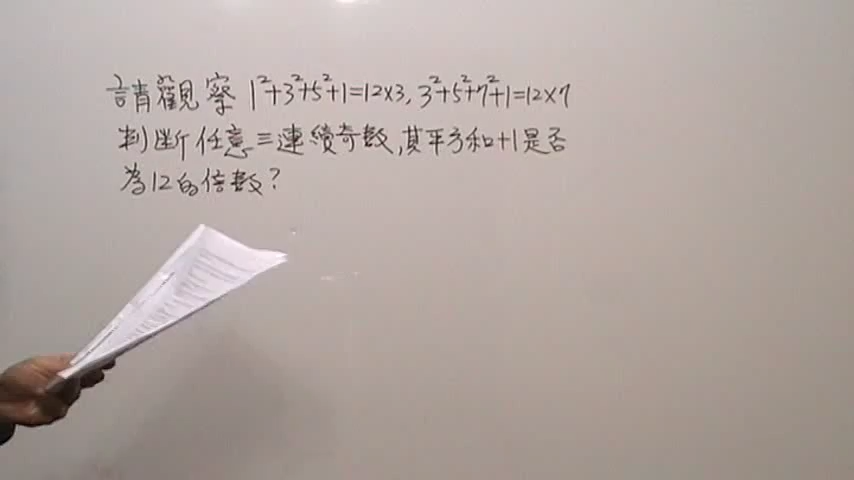 請觀察 1²+3²+5²+1=12×3, 3²+5²+7²+1=12×7
判斷任意三連續奇數,其平方和+1是否
為12的倍數?